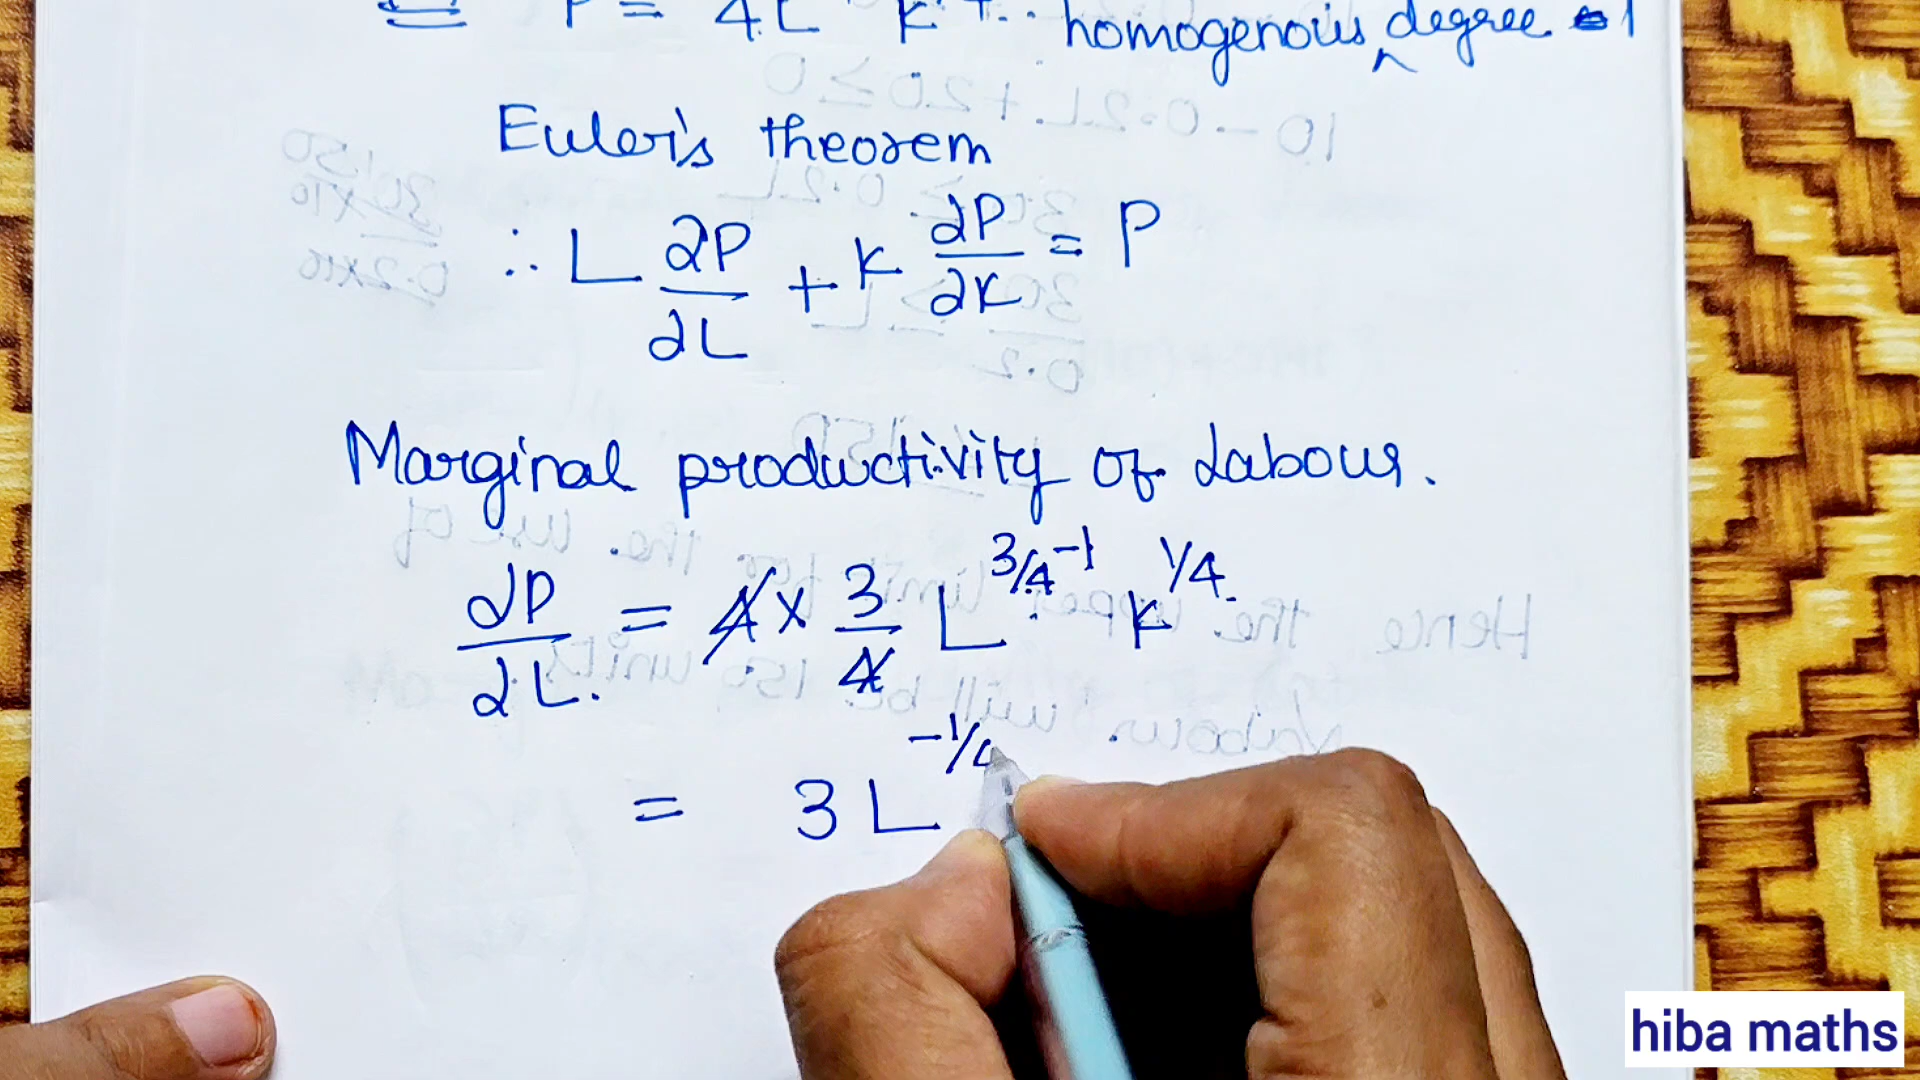 P = 4L K homogenous degree 1
Euler's theorem
∴ L ∂P/∂L + K ∂P/∂K = P
Marginal productivity of Labour.
∂P/∂L. = 4 × 3/4 L^3/4-1 K^1/4.
= 3 L^-1/4
hiba maths